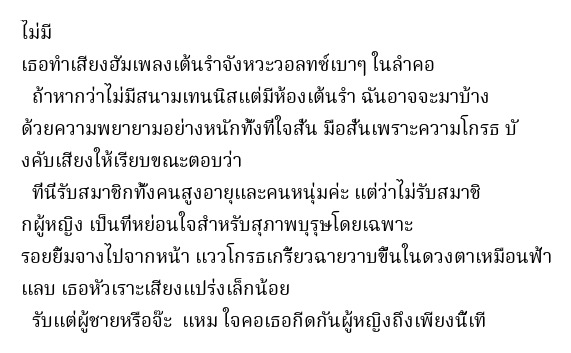 ไม่มี
เธอทำเสียงฮัมเพลงเต้นรำจังหวะวอลทซ์เบาๆ ในลำคอ
ถ้าหากว่าไม่มีสนามเทนนิสแต่มีห้องเต้นรำ ฉันอาจจะมาบ้าง
ด้วยความพยายามอย่างหนักทั้งที่ใจสั่น มือสั่นเพราะความโกรธ บั
งคับเสียงให้เรียบขณะตอบว่า
ที่นี่รับสมาชิกทั้งคนสูงอายุและคนหนุ่มค่ะ แต่ว่าไม่รับสมาชิ
กผู้หญิง เป็นที่หย่อนใจสำหรับสุภาพบุรุษโดยเฉพาะ
รอยยิ้มจางไปจากหน้า แววโกรธเกรี้ยวฉายวาบขึ้นในดวงตาเหมือนฟ้า
แลบ เธอหัวเราะเสียงแปร่งเล็กน้อย
รับแต่ผู้ชายหรือจ๊ะ แหม ใจคอเธอกีดกันผู้หญิงถึงเพียงนี้เที